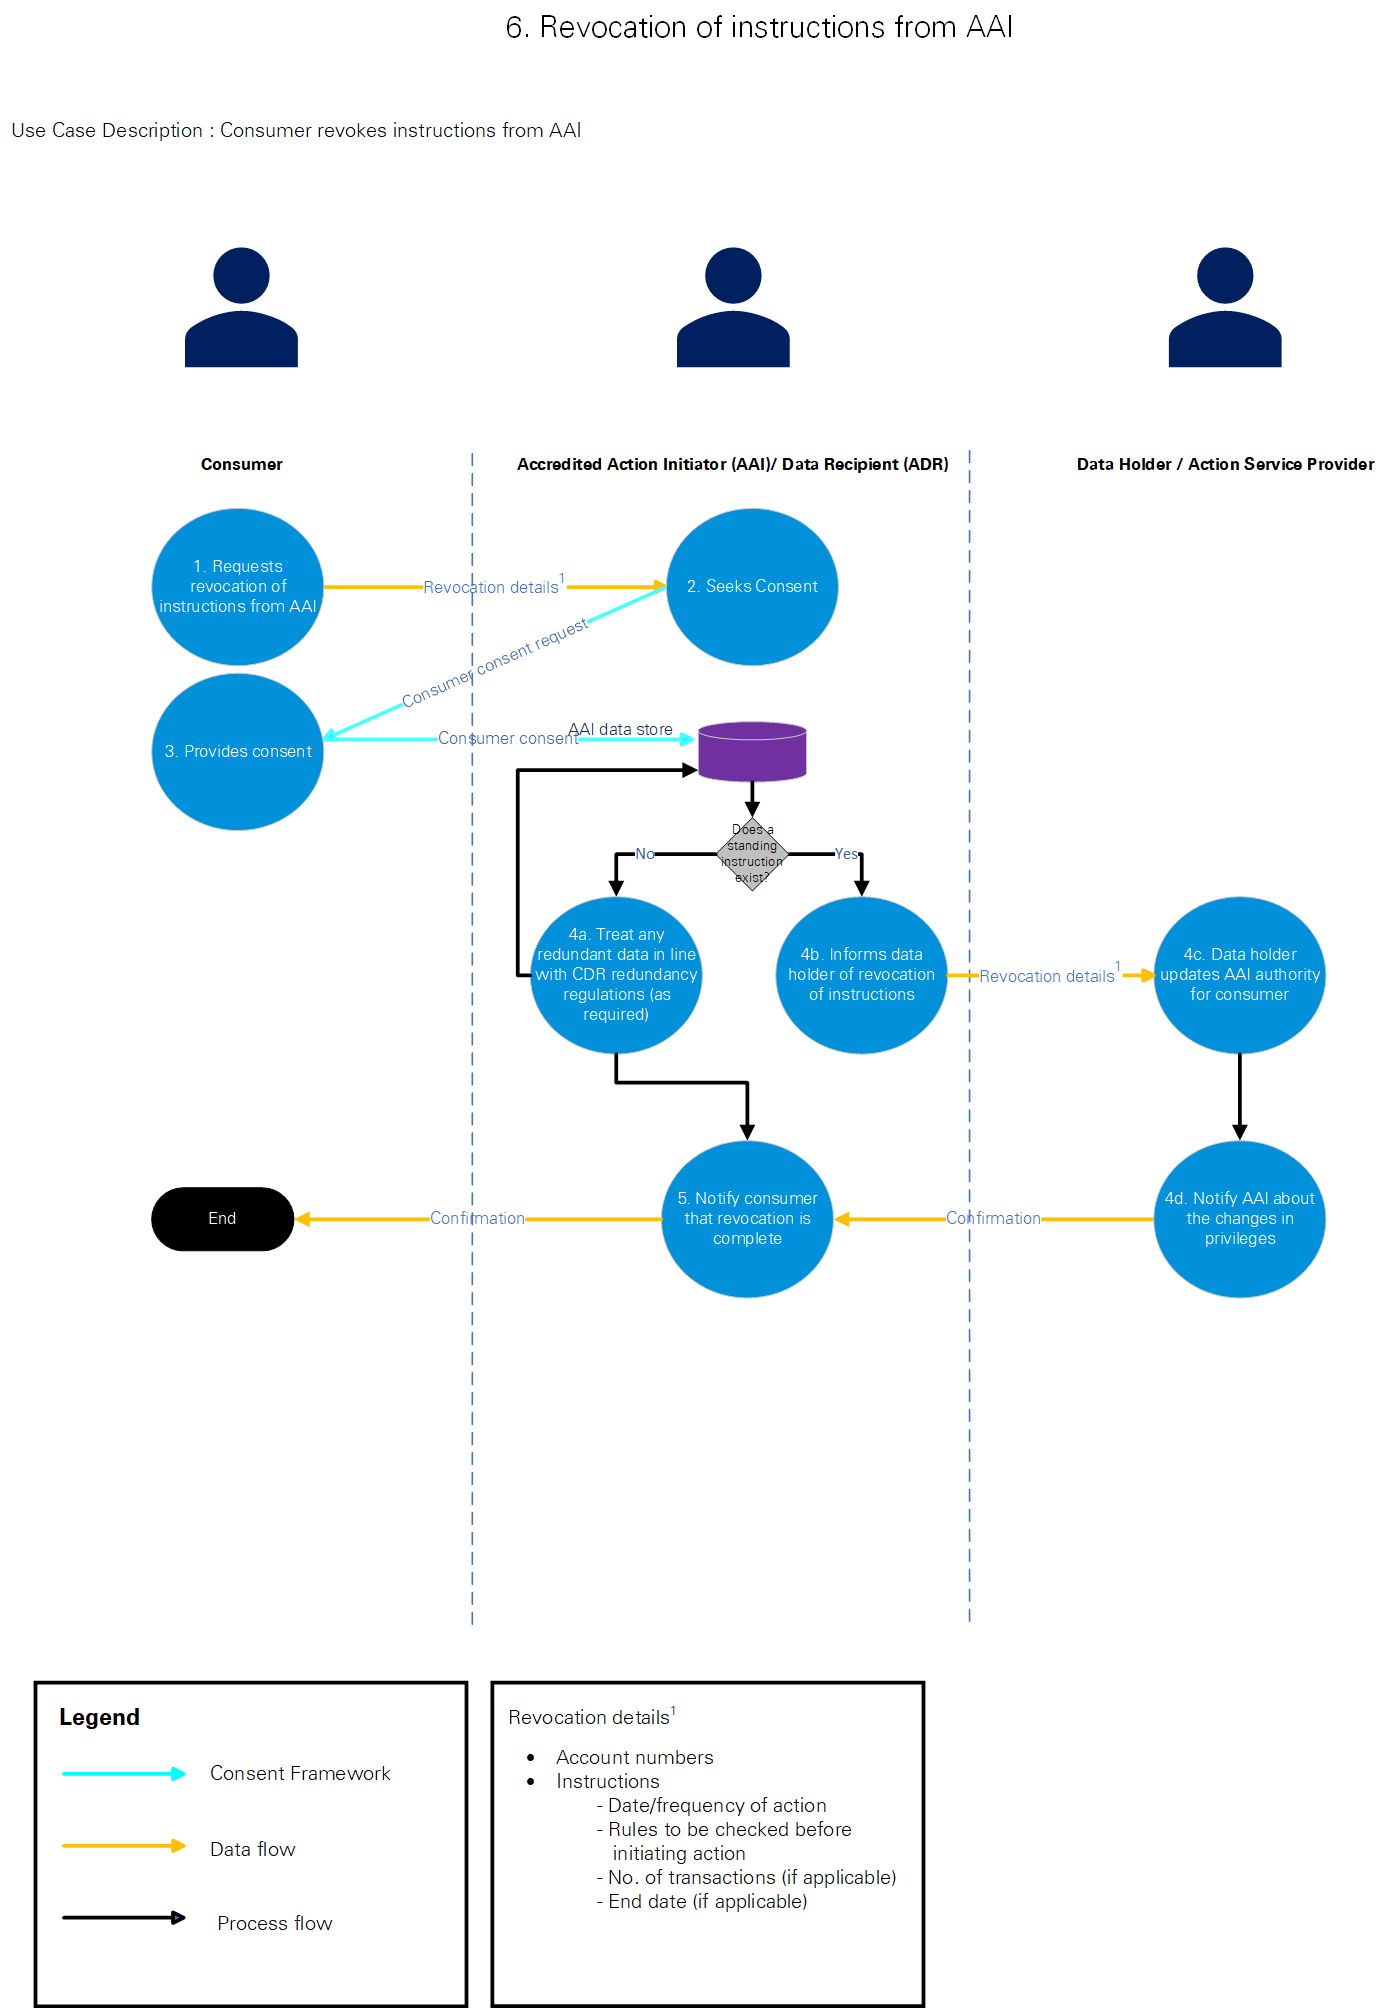 6. Revocation of instructions from AAI
Use Case Description : Consumer revokes instructions from AAI
Consumer
Accredited Action Initiator (AAI)/ Data Recipient (ADR)
Data Holder / Action Service Provider
1. Requests
revocation of
instructions from AAI
Revocation details1
2. Seeks Consent
Consumer consent request
3. Provides consent
Consumer consent
AAI data store
Does a
standing
instruction
exist?
No
Yes
4a. Treat any
redundant data in line
with CDR redundancy
regulations (as
required)
4b. Informs data
holder of revocation
of instructions
Revocation details1
4c. Data holder
updates AAI authority
for consumer
End
Confirmation
5. Notify consumer
that revocation is
complete
Confirmation
4d. Notify AAI about
the changes in
privileges
Legend
Consent Framework
Data flow
Process flow
Revocation details1
• Account numbers
• Instructions
- Date/frequency of action
- Rules to be checked before
initiating action
- No. of transactions (if applicable)
- End date (if applicable)